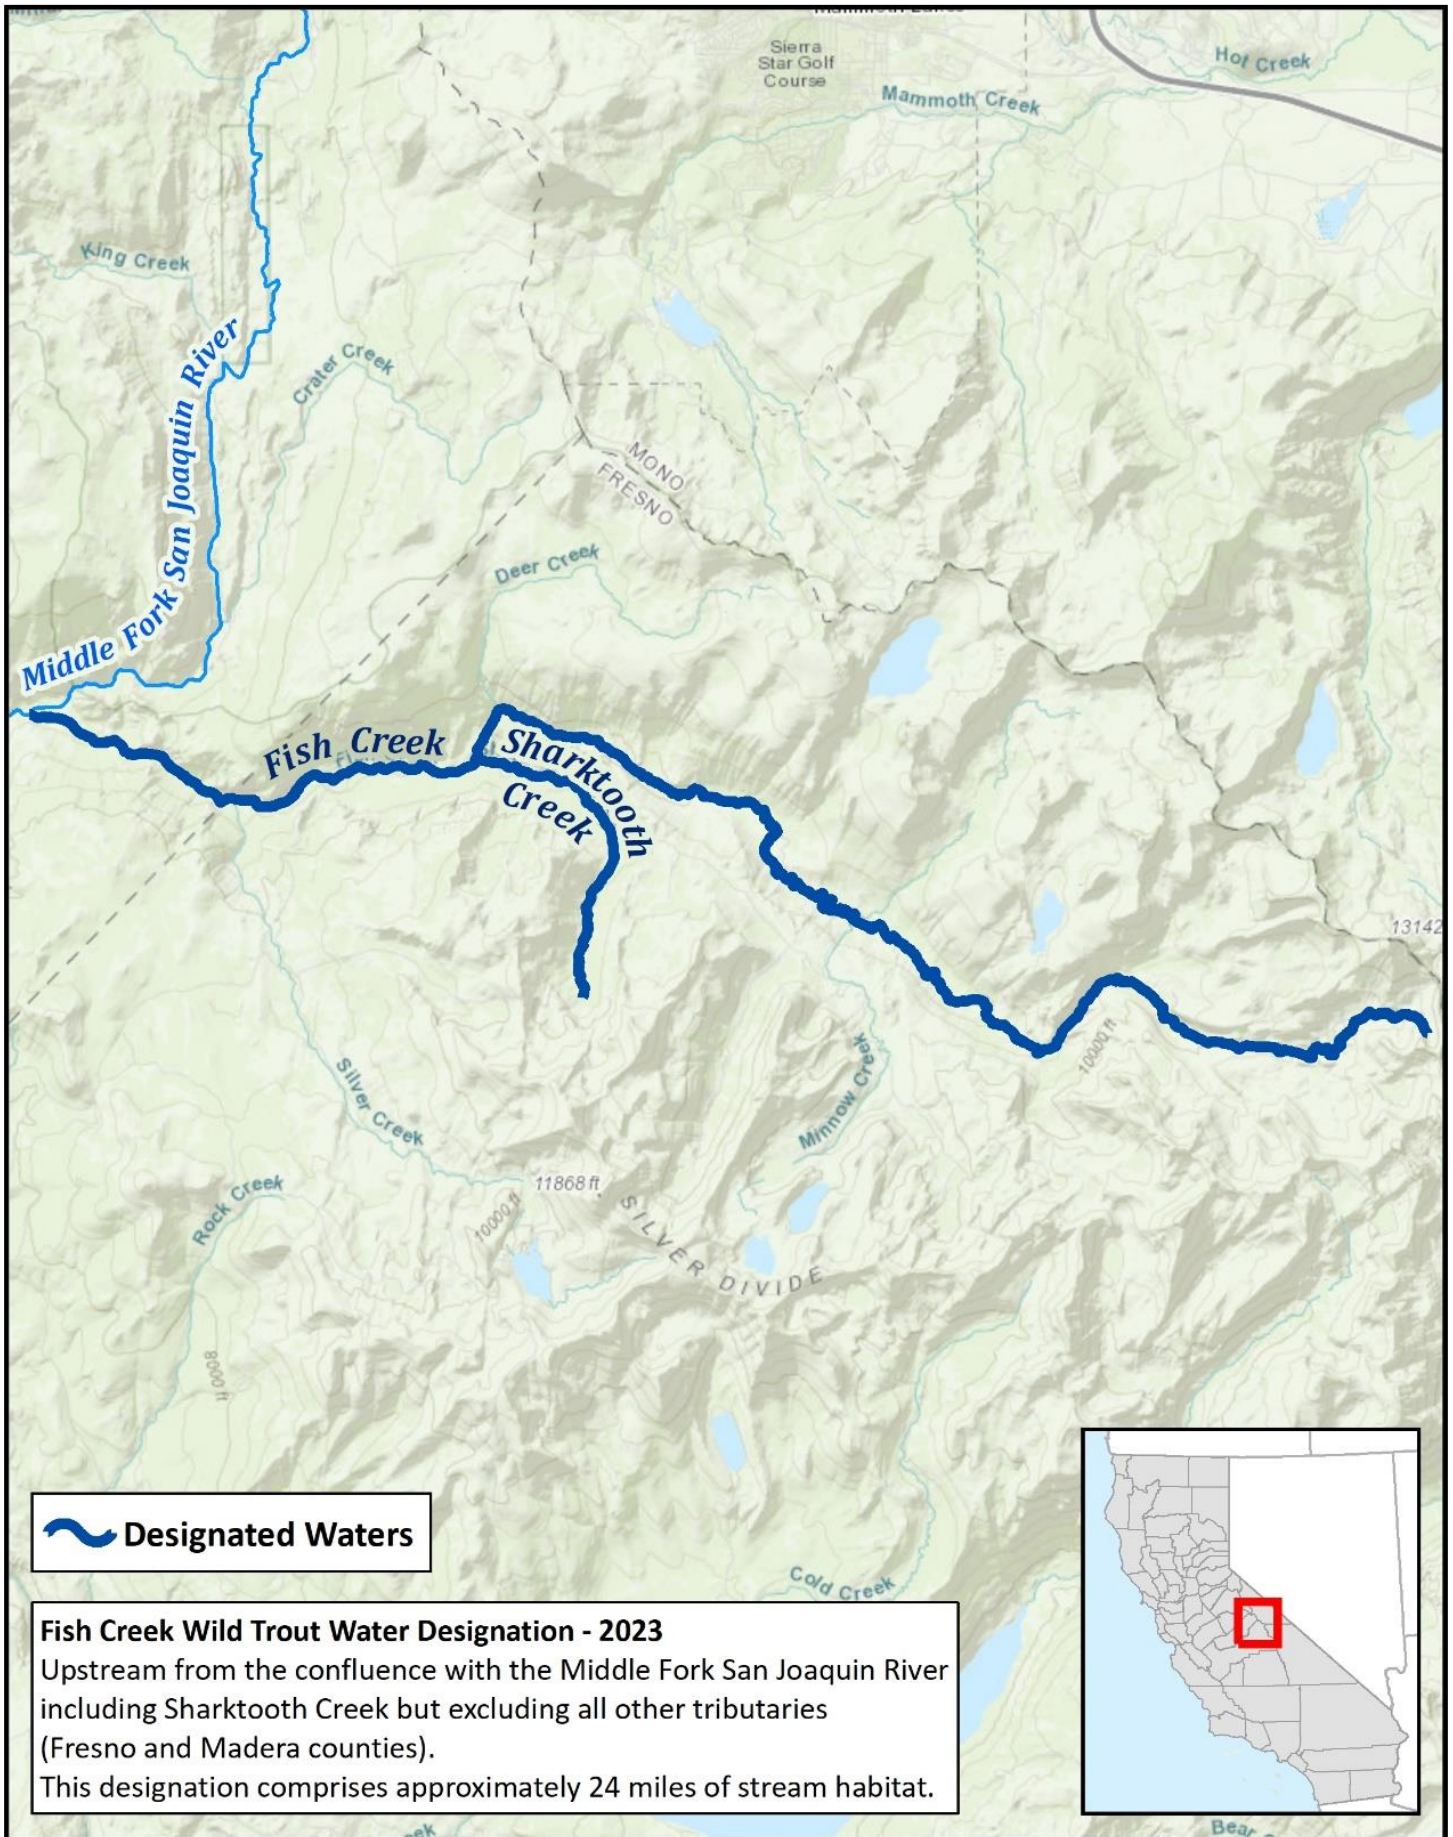 Sierra
Star Golf
Course
Hot Creek
Mammoth Creek
King Creek
Middle Fork San Joaquin River
Crater Creek
MONO
FRESNO
Deer Creek
Fish Creek
Sharktooth
Creek
13142
10000 ft
Minnow Creek
Silver Creek
11868 ft
Rock Creek
10000 ft
SILVER DIVIDE
8000 ft
Designated Waters
Cold Creek
Fish Creek Wild Trout Water Designation - 2023
Upstream from the confluence with the Middle Fork San Joaquin River
including Sharktooth Creek but excluding all other tributaries
(Fresno and Madera counties).
This designation comprises approximately 24 miles of stream habitat.
Bear